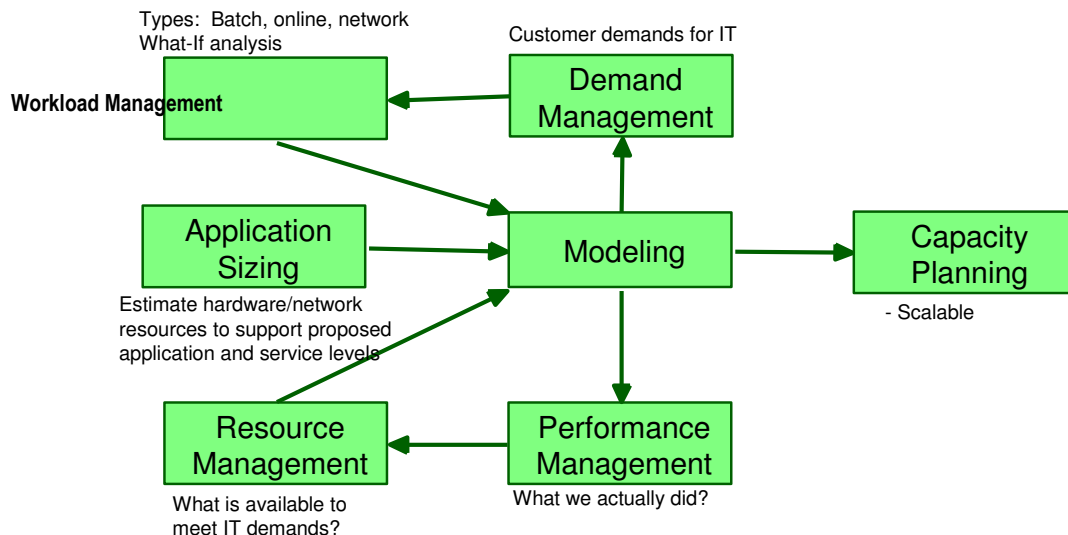 Types:  Batch, online, network
What-If analysis
Customer demands for IT
Workload Management
Demand
Management
Application
Sizing
Modeling
Capacity
Planning
Estimate hardware/network
resources to support proposed
application and service levels
- Scalable
Resource
Management
Performance
Management
What is available to
meet IT demands?
What we actually did?